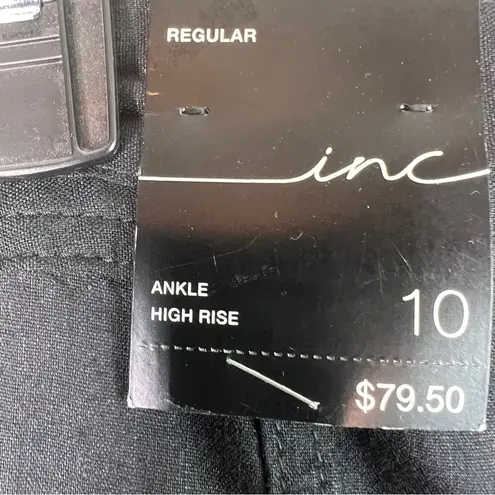 REGULAR
inc
ANKLE
HIGH RISE
10
$79.50